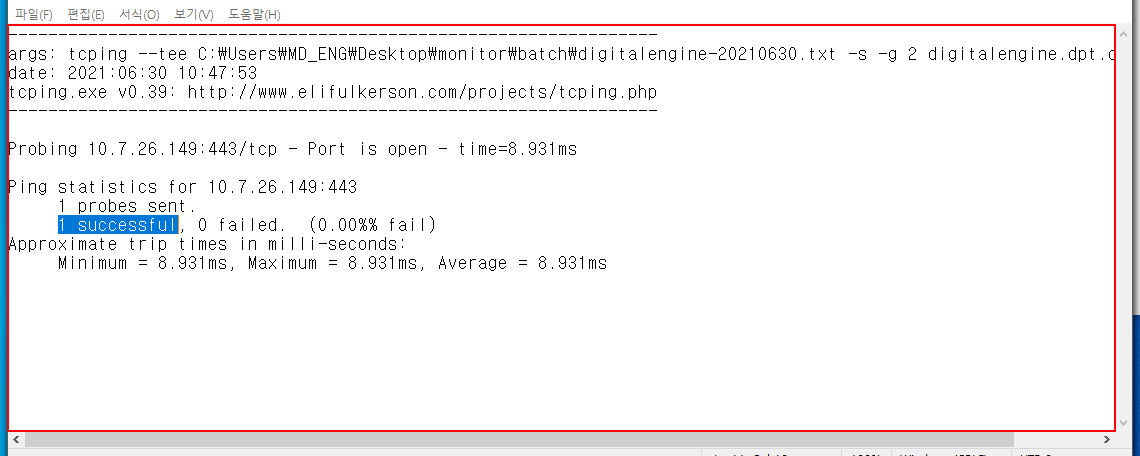 파일(F) 편집(E) 서식(O) 보기(V) 도움말(H)
-----------------------------------------------------------------
args: tcping --tee C:₩Users₩MD_ENG₩Desktop₩monitor₩batch₩digitalengine-20210630.txt -s -g 2 digitalengine.dpt.c
date: 2021:06:30 10:47:53
tcping.exe v0.39: http://www.elifulkerson.com/projects/tcping.php
-----------------------------------------------------------------
Probing 10.7.26.149:443/tcp - Port is open - time=8.931ms
Ping statistics for 10.7.26.149:443
1 probes sent.
1 successful, 0 failed. (0.00%% fail)
Approximate trip times in milli-seconds:
Minimum = 8.931ms, Maximum = 8.931ms, Average = 8.931ms